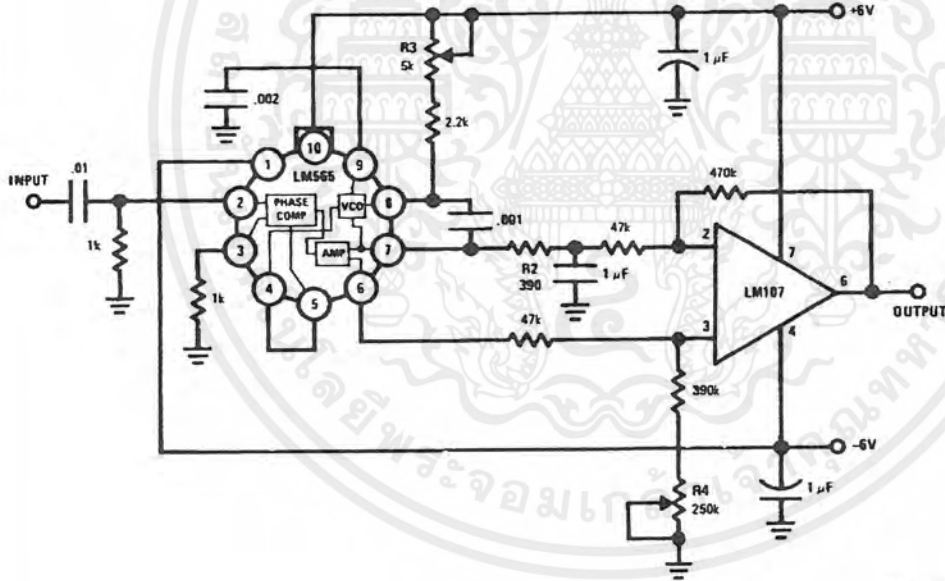 +6V
R3
5k
1 µF
.002
2.2k
10
1
9
LM565
.01
INPUT
470k
2
PHASE
COMP
VCO
8
.001
47k
1k
2
3
AMP
7
7
R2
390
1 µF
LM107
6
OUTPUT
1k
4
5
6
47k
3
4
390k
-6V
R4
250k
1 µF